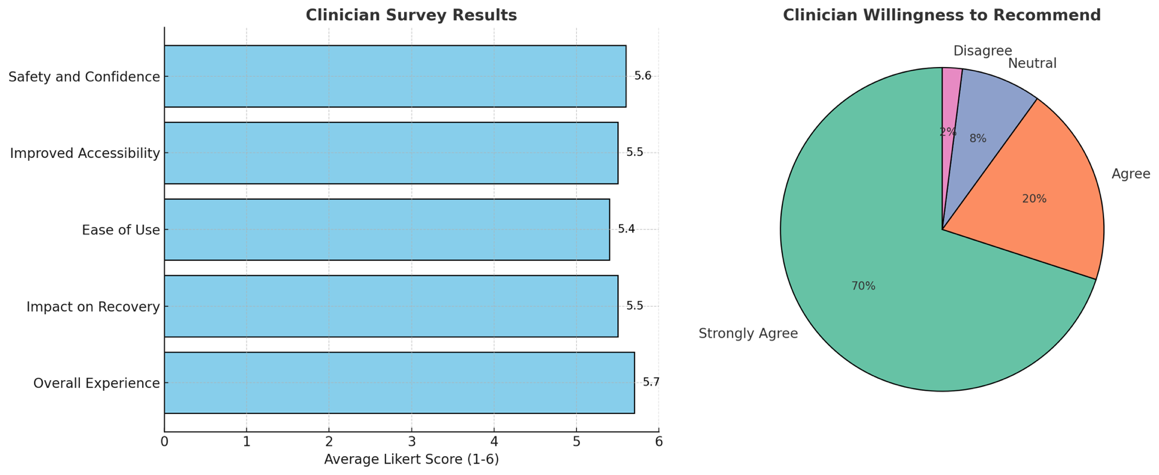 Clinician Survey Results
Safety and Confidence
5.6
Improved Accessibility
5.5
Ease of Use
5.4
Impact on Recovery
5.5
Overall Experience
5.7
0 1 2 3 4 5 6
Average Likert Score (1-6)
Clinician Willingness to Recommend
Disagree
Neutral
2%
8%
Agree
20%
70%
Strongly Agree